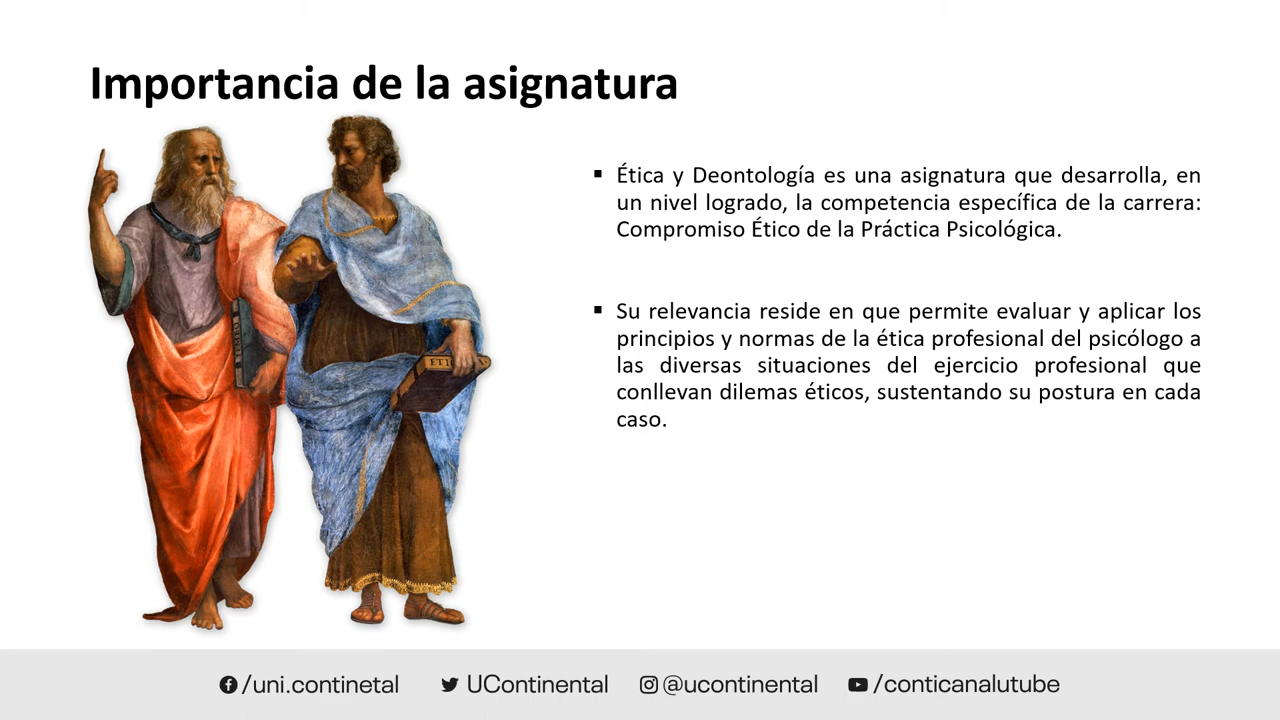 Importancia de la asignatura
▪ Ética y Deontología es una asignatura que desarrolla, en
un nivel logrado, la competencia específica de la carrera:
Compromiso Ético de la Práctica Psicológica.
▪ Su relevancia reside en que permite evaluar y aplicar los
principios y normas de la ética profesional del psicólogo a
las diversas situaciones del ejercicio profesional que
conllevan dilemas éticos, sustentando su postura en cada
caso.
/uni.continetal
UContinental
@ucontinental
/conticanalutube